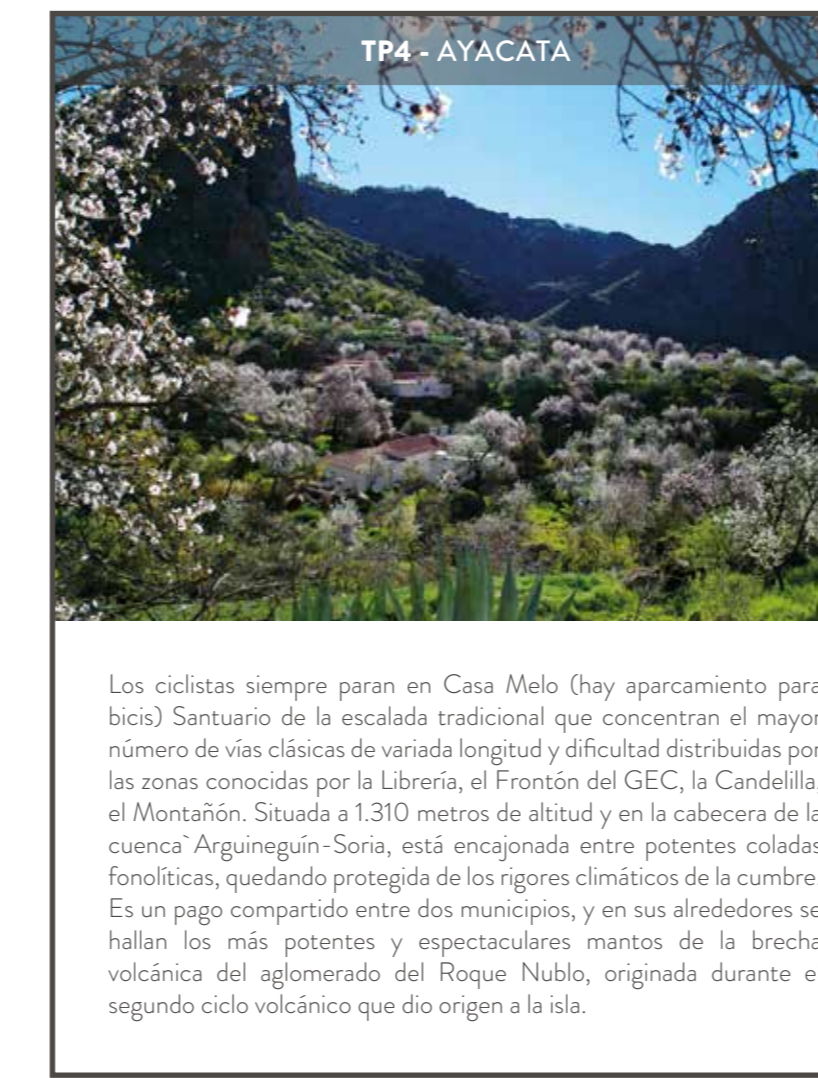 TP4 - AYACATA
Los ciclistas siempre paran en Casa Melo (hay aparcamiento para
bicis) Santuario de la escalada tradicional que concentran el mayor
número de vías clásicas de variada longitud y dificultad distribuidas por
las zonas conocidas por la Librería, el Frontón del GEC, la Candelilla,
el Montañón. Situada a 1.310 metros de altitud y en la cabecera de la
cuenca`Arguineguín-Soria, está encajonada entre potentes coladas
fonolíticas, quedando protegida de los rigores climáticos de la cumbre.
Es un pago compartido entre dos municipios, y en sus alrededores se
hallan los más potentes y espectaculares mantos de la brecha
volcánica del aglomerado del Roque Nublo, originada durante e
segundo ciclo volcánico que dio origen a la isla.